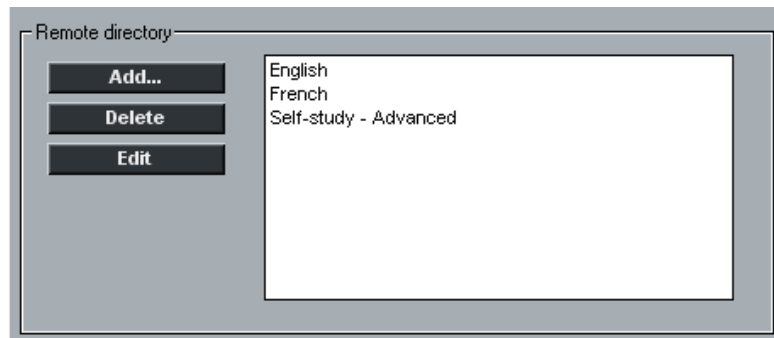 Remote directory
Add...
Delete
Edit
English
French
Self-study - Advanced